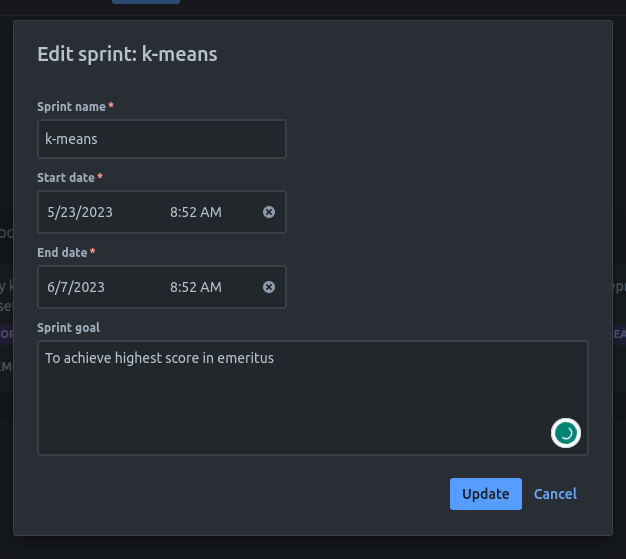 Edit sprint: k-means
Sprint name *
k-means
Start date *
5/23/2023 8:52 AM
End date *
6/7/2023 8:52 AM
Sprint goal
To achieve highest score in emeritus
Update Cancel